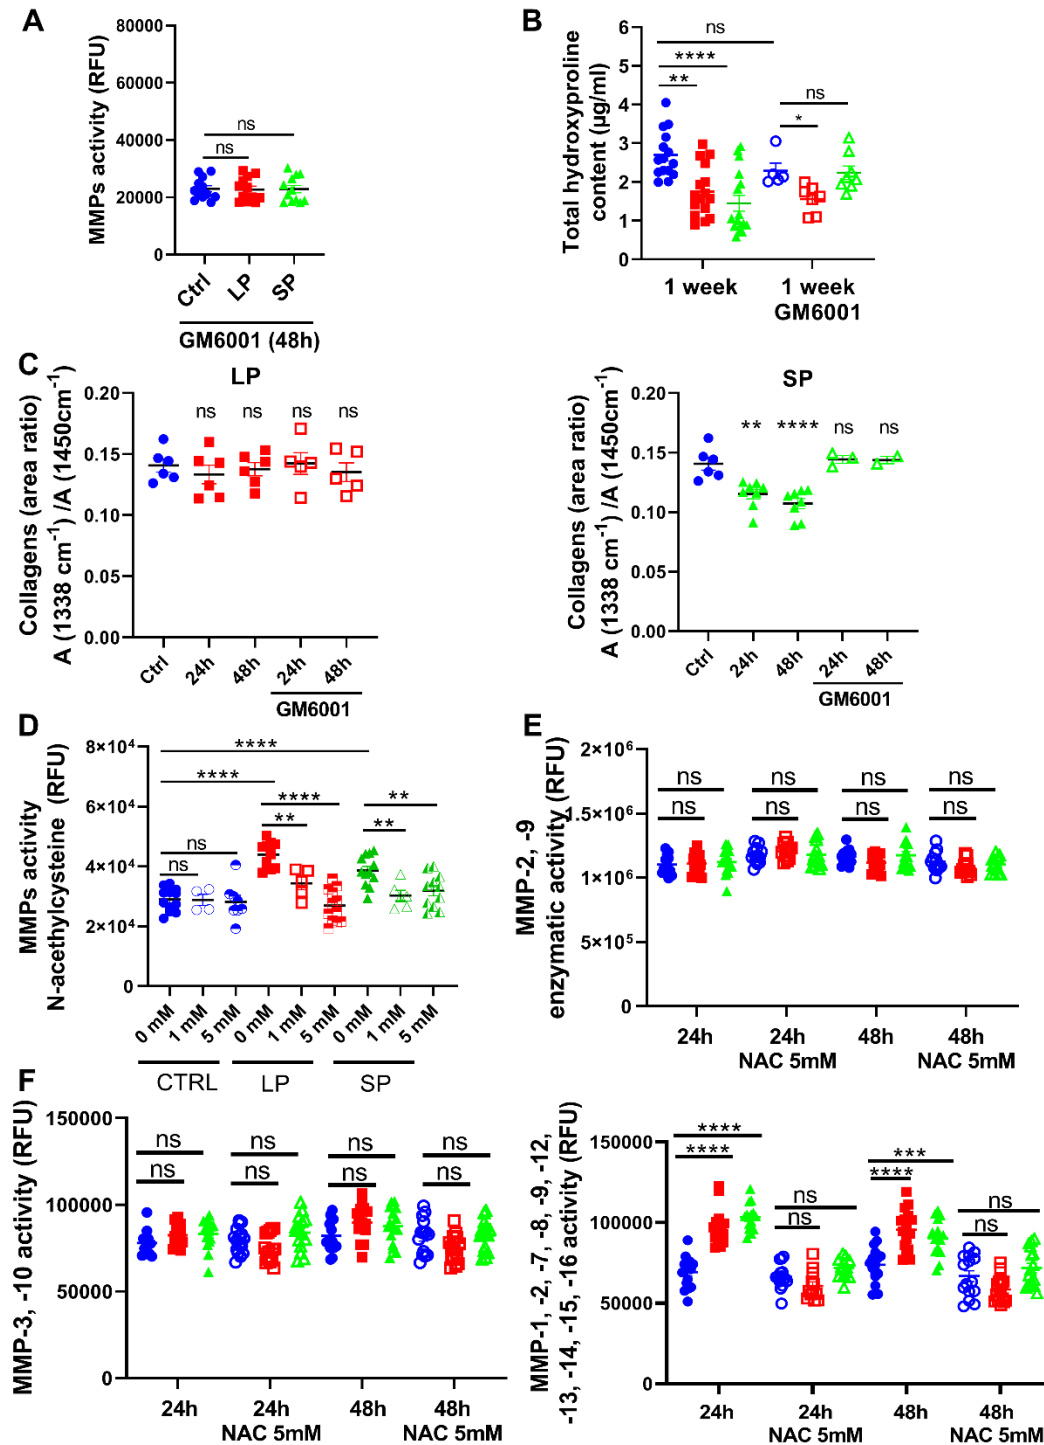 A
MMPs activity (RFU)
80000
60000
40000
20000
0
ns
ns
Ctrl
LP
SP
GM6001 (48h)
B
Total hydroxyproline
content (µg/ml)
6
5
4
3
2
1
0
ns
****
**
ns
*
1 week
1 week
GM6001
C
LP
Collagens (area ratio)
A (1338 cm⁻¹) /A (1450cm⁻¹)
0.20
0.15
0.10
0.05
0.00
ns
ns
ns
ns
Ctrl
24h
48h
24h
48h
GM6001
SP
Collagens (area ratio)
A (1338 cm⁻¹) /A (1450cm⁻¹)
0.20
0.15
0.10
0.05
0.00
**
****
ns
ns
Ctrl
24h
48h
24h
48h
GM6001
D
MMPs activity
N-acethylcysteine (RFU)
8×10⁴
6×10⁴
4×10⁴
2×10⁴
0
****
****
ns
ns
****
**
**
**
0 mM
1 mM
5 mM
0 mM
1 mM
5 mM
0 mM
1 mM
5 mM
CTRL
LP
SP
E
MMP-2, -9
enzymatic activity (RFU)
2×10⁶
1×10⁶
1×10⁶
5×10⁵
0
ns
ns
ns
ns
ns
ns
ns
ns
24h
24h
NAC 5mM
48h
48h
NAC 5mM
F
MMP-3, -10 activity (RFU)
150000
100000
50000
0
ns
ns
ns
ns
ns
ns
ns
ns
24h
24h
NAC 5mM
48h
48h
NAC 5mM
MMP-1, -2, -7, -8, -9, -12,
-13, -14, -15, -16 activity (RFU)
150000
100000
50000
0
****
****
ns
ns
***
****
ns
ns
24h
24h
NAC 5mM
48h
48h
NAC 5mM